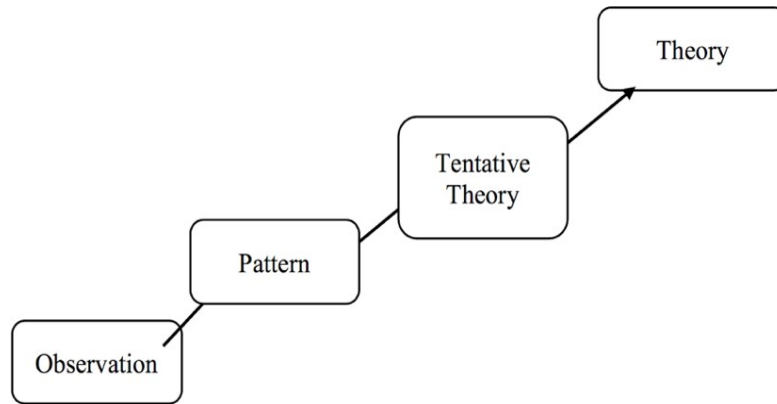 Theory
Tentative
Theory
Pattern
Observation